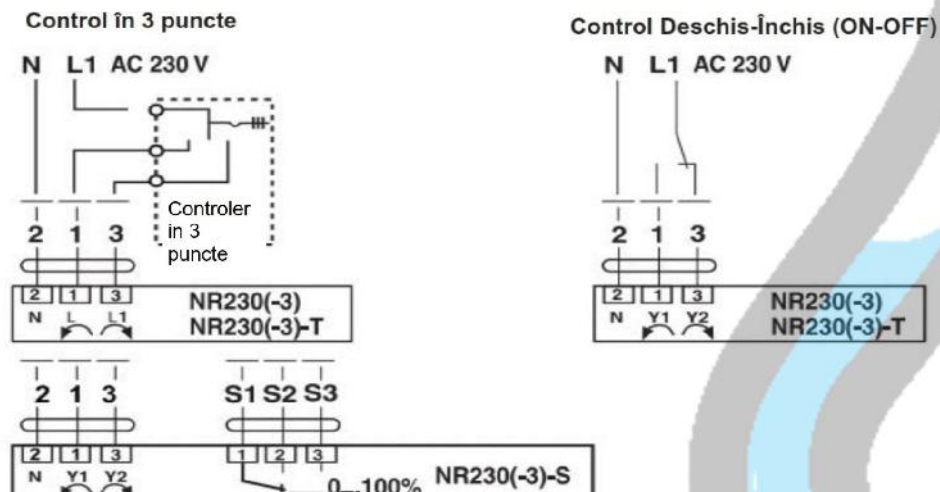 Control în 3 puncte
N L1 AC 230 V
Controler
in 3
puncte
2 1 3
2 1 3
N L L1
NR230(-3)
NR230(-3)-T
2 1 3
S1 S2 S3
2 1 3
N Y1 Y2
1 2 3
0...100%
NR230(-3)-S
Control Deschis-Închis (ON-OFF)
N L1 AC 230 V
2 1 3
2 1 3
N Y1 Y2
NR230(-3)
NR230(-3)-T